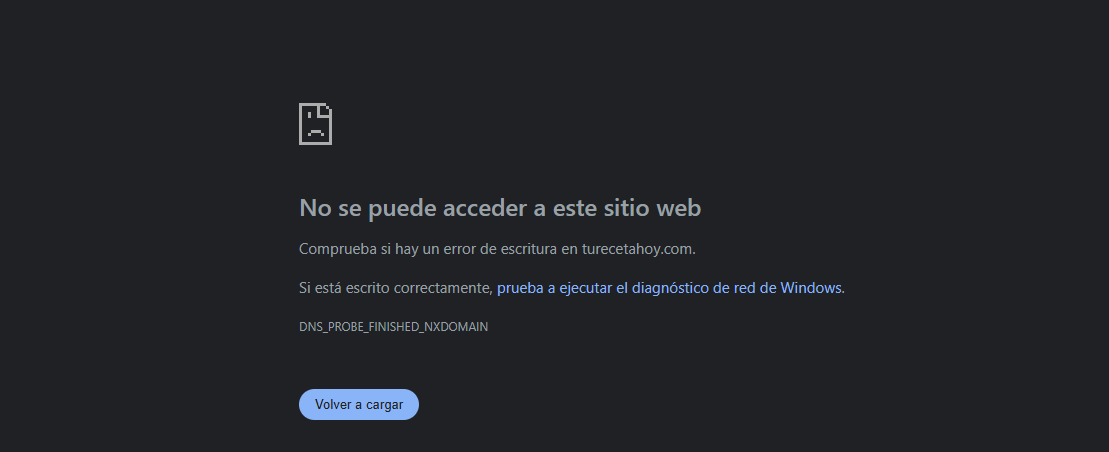 No se puede acceder a este sitio web
Comprueba si hay un error de escritura en turecetahoy.com.
Si está escrito correctamente, prueba a ejecutar el diagnóstico de red de Windows.
DNS_PROBE_FINISHED_NXDOMAIN
Volver a cargar